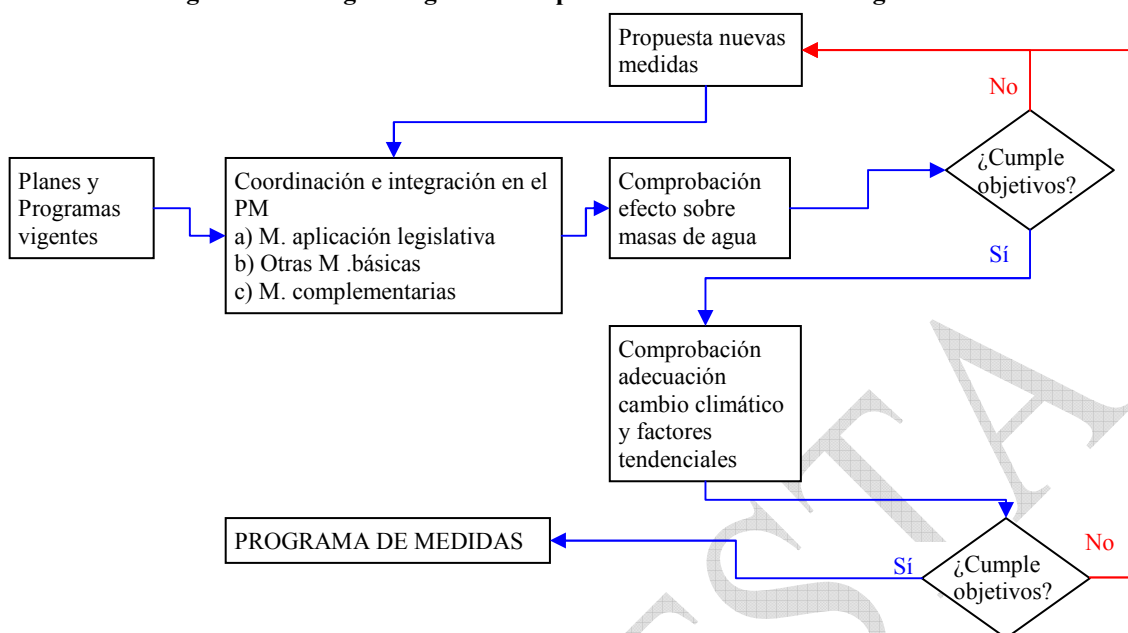 Propuesta nuevas
medidas
No
Planes y
Programas
vigentes
Coordinación e integración en el
PM
a) M. aplicación legislativa
b) Otras M .básicas
c) M. complementarias
Comprobación
efecto sobre
masas de agua
¿Cumple
objetivos?
Sí
Comprobación
adecuación
cambio climático
y factores
tendenciales
PROGRAMA DE MEDIDAS
Sí
¿Cumple
objetivos?
No
ESTA